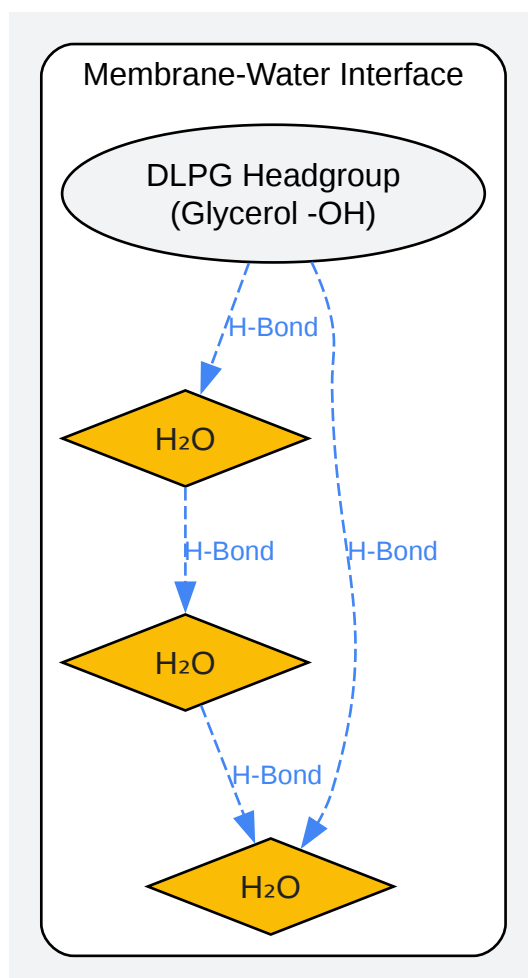 Membrane-Water Interface
DLPG Headgroup
(Glycerol -OH)
H-Bond
H₂O
H-Bond
H-Bond
H₂O
H-Bond
H₂O